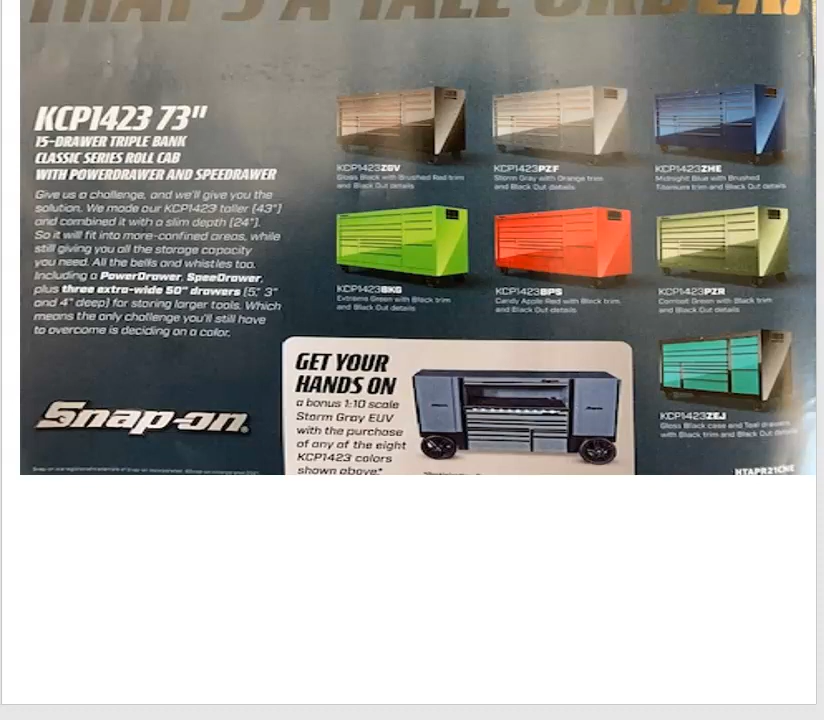 THAT'S A TALL ORDER!
KCP1423 73"
15-DRAWER TRIPLE BANK
CLASSIC SERIES ROLL CAB
WITH POWERDRAWER AND SPEEDRAWER
Give us a challenge, and we'll give you the
solution. We made our KCP1423 taller (43")
and combined it with a slim depth (24").
So it will fit into more-confined areas, while
still giving you all the storage capacity
you need. All the bells and whistles too.
Including a PowerDrawer, SpeeDrawer,
plus three extra-wide 50" drawers (5," 3"
and 4" deep) for storing larger tools. Which
means the only challenge you'll still have
to overcome is deciding on a color.
Snap-on
KCP1423ZGV
Gloss Black with Brushed Red trim
and Black Out details
KCP1423PZF
Storm Gray with Orange trim
and Black Out details
KCP1423ZHE
Midnight Blue with Brushed
Titanium trim and Black Out details
KCP1423BKG
Extreme Green with Black trim
and Black Out details
KCP1423BPS
Candy Apple Red with Black trim
and Black Out details
KCP1423PZR
Combat Green with Black trim
and Black Out details
KCP1423ZEJ
Gloss Black case and Teal drawers
with Black trim and Black Out details
GET YOUR
HANDS ON
a bonus 1:10 scale
Storm Gray EUV
with the purchase
of any of the eight
KCP1423 colors
shown above.*
HTAPR21CNE